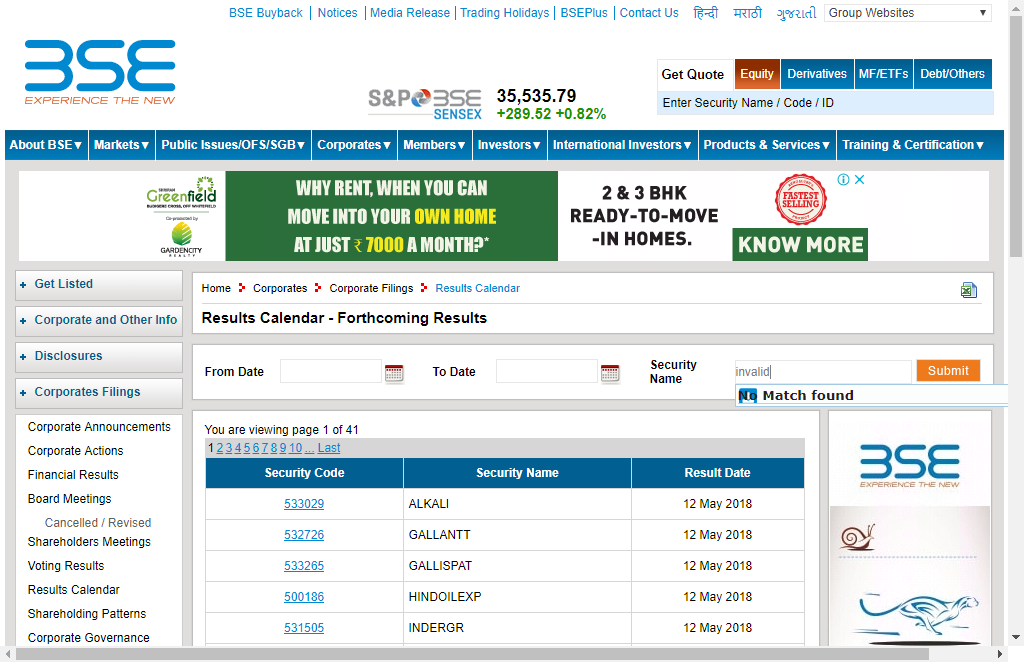 BSE Buyback | Notices | Media Release | Trading Holidays | BSEPlus | Contact Us हिन्दी मराठी ગુજરાતી Group Websites
BSE
EXPERIENCE THE NEW
S&P BSE SENSEX
35,535.79
+289.52 +0.82%
Get Quote Equity Derivatives MF/ETFs Debt/Others
Enter Security Name / Code / ID
About BSE Markets Public Issues/OFS/SGB Corporates Members Investors International Investors Products & Services Training & Certification
SHRIRAM
Greenfield
BUDIGERE CROSS, OFF WHITEFIELD
Co-promoted by
GARDENCITY
REALTY
WHY RENT, WHEN YOU CAN
MOVE INTO YOUR OWN HOME
AT JUST ₹ 7000 A MONTH?*
2 & 3 BHK
READY-TO-MOVE
-IN HOMES.
FASTEST
SELLING
KNOW MORE
Get Listed
Corporate and Other Info
Disclosures
Corporates Filings
Corporate Announcements
Corporate Actions
Financial Results
Board Meetings
Cancelled / Revised
Shareholders Meetings
Voting Results
Results Calendar
Shareholding Patterns
Corporate Governance
Home Corporates Corporate Filings Results Calendar
Results Calendar - Forthcoming Results
From Date To Date Security Name invalid Submit
No Match found
You are viewing page 1 of 41
1 2 3 4 5 6 7 8 9 10 ... Last
Security Code Security Name Result Date
533029 ALKALI 12 May 2018
532726 GALLANTT 12 May 2018
533265 GALLISPAT 12 May 2018
500186 HINDOILEXP 12 May 2018
531505 INDERGR 12 May 2018
BSE
EXPERIENCE THE NEW